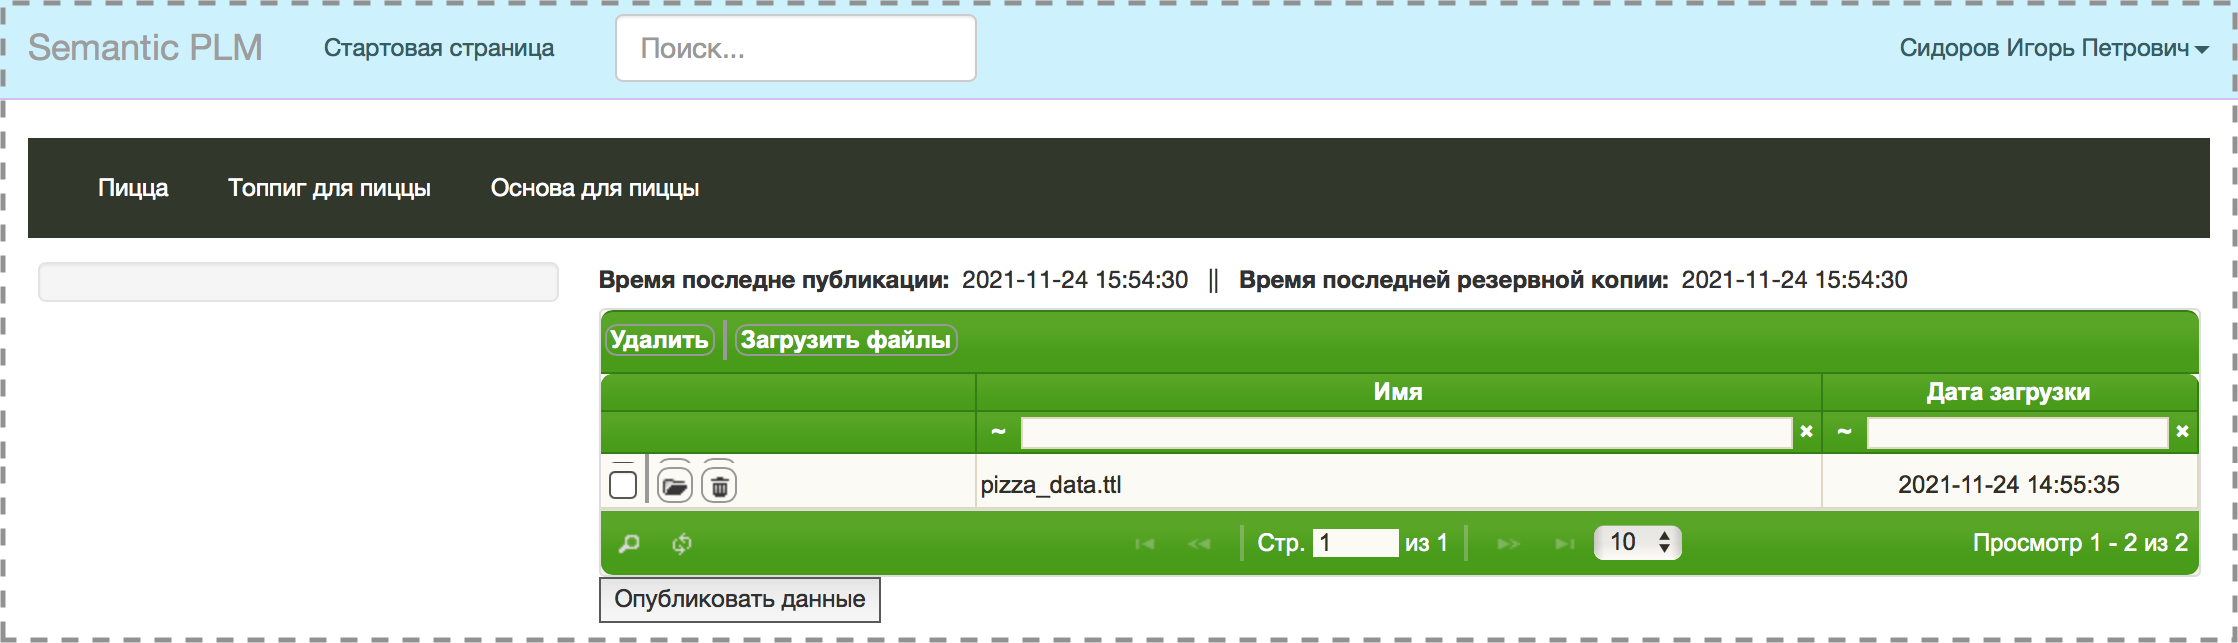 Semantic PLM Стартовая страница Поиск... Сидоров Игорь Петрович
Пицца Топпиг для пиццы Основа для пиццы
Время последне публикации: 2021-11-24 15:54:30 || Время последней резервной копии: 2021-11-24 15:54:30
Удалить Загрузить файлы
Имя Дата загрузки
~ ~
pizza_data.ttl 2021-11-24 14:55:35
Стр. 1 из 1 10 Просмотр 1 - 2 из 2
Опубликовать данные